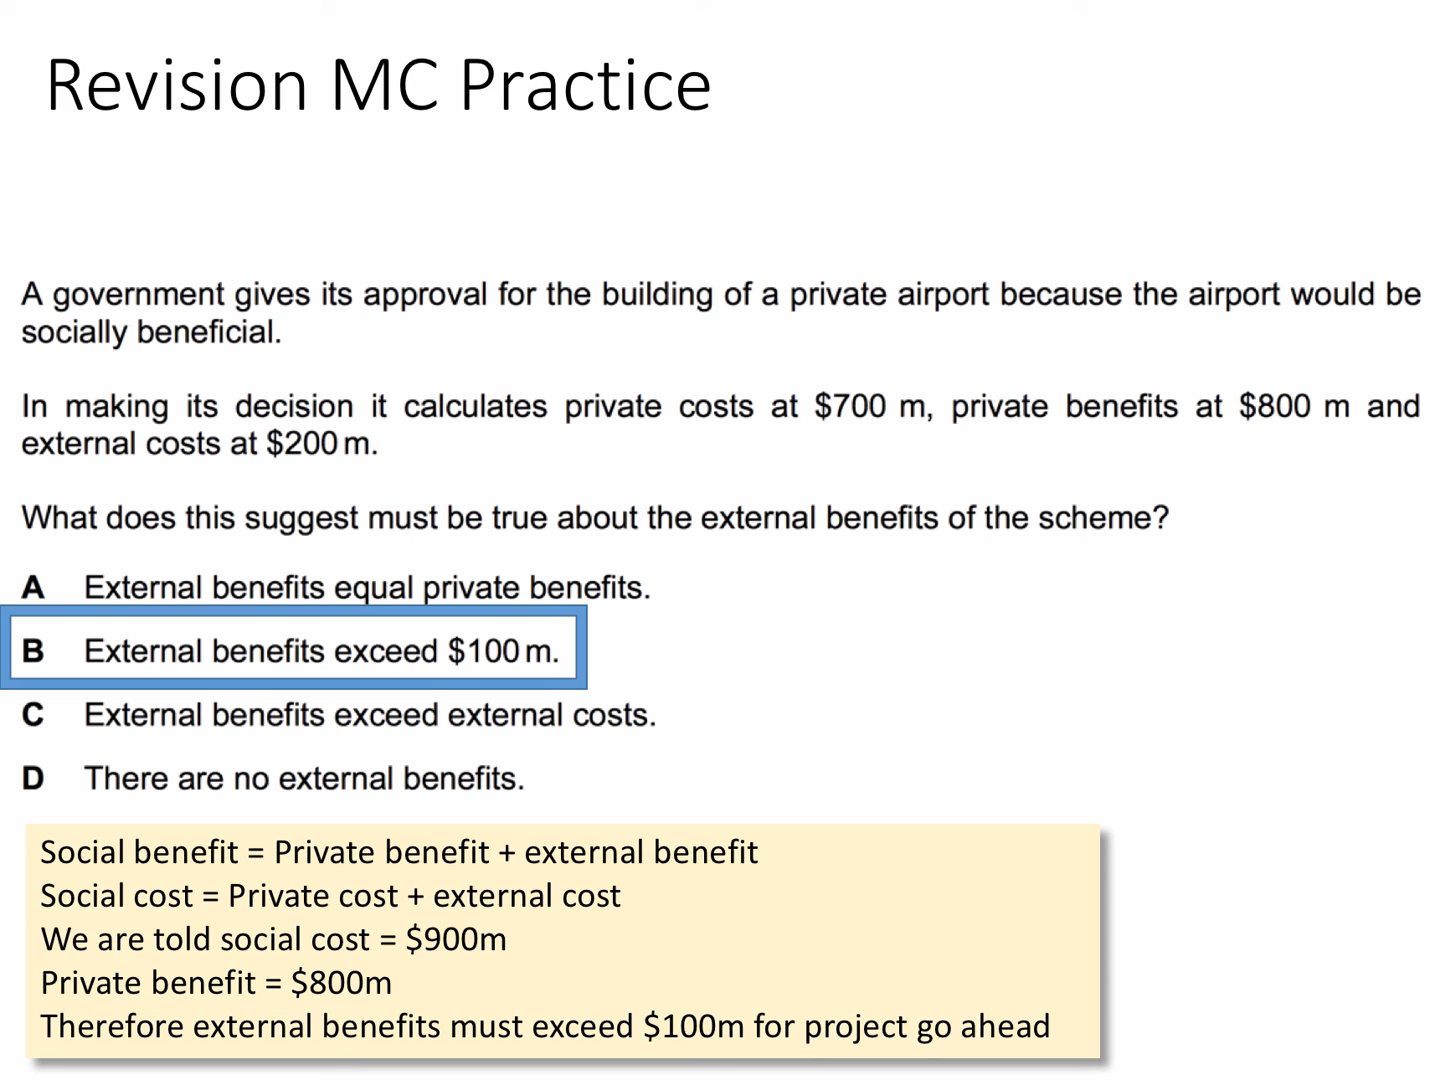 Revision MC Practice
A government gives its approval for the building of a private airport because the airport would be
socially beneficial.
In making its decision it calculates private costs at $700 m, private benefits at $800 m and
external costs at $200 m.
What does this suggest must be true about the external benefits of the scheme?
A External benefits equal private benefits.
B External benefits exceed $100 m.
C External benefits exceed external costs.
D There are no external benefits.
Social benefit = Private benefit + external benefit
Social cost = Private cost + external cost
We are told social cost = $900m
Private benefit = $800m
Therefore external benefits must exceed $100m for project go ahead